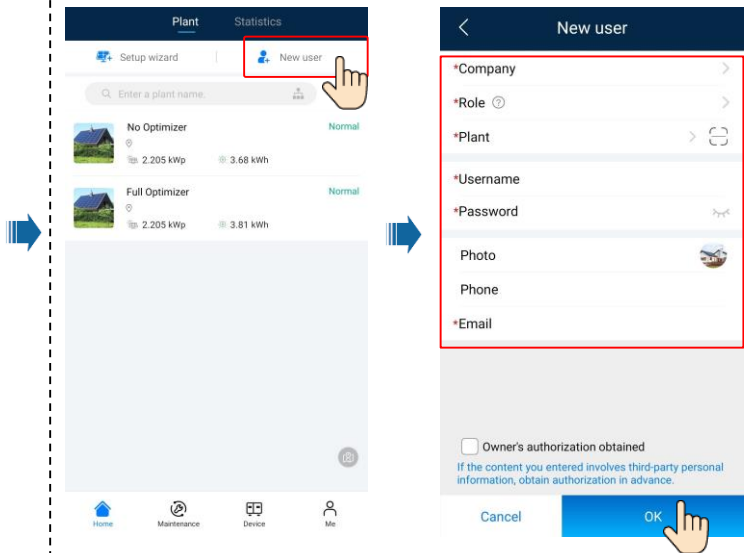 Plant Statistics
Setup wizard New user
Enter a plant name.
No Optimizer Normal
2.205 kWp 3.68 kWh
Full Optimizer Normal
2.205 kWp 3.81 kWh
Home Maintenance Device Me
New user
*Company
*Role ?
*Plant
*Username
*Password
Photo
Phone
*Email
Owner's authorization obtained
If the content you entered involves third-party personal
information, obtain authorization in advance.
Cancel OK